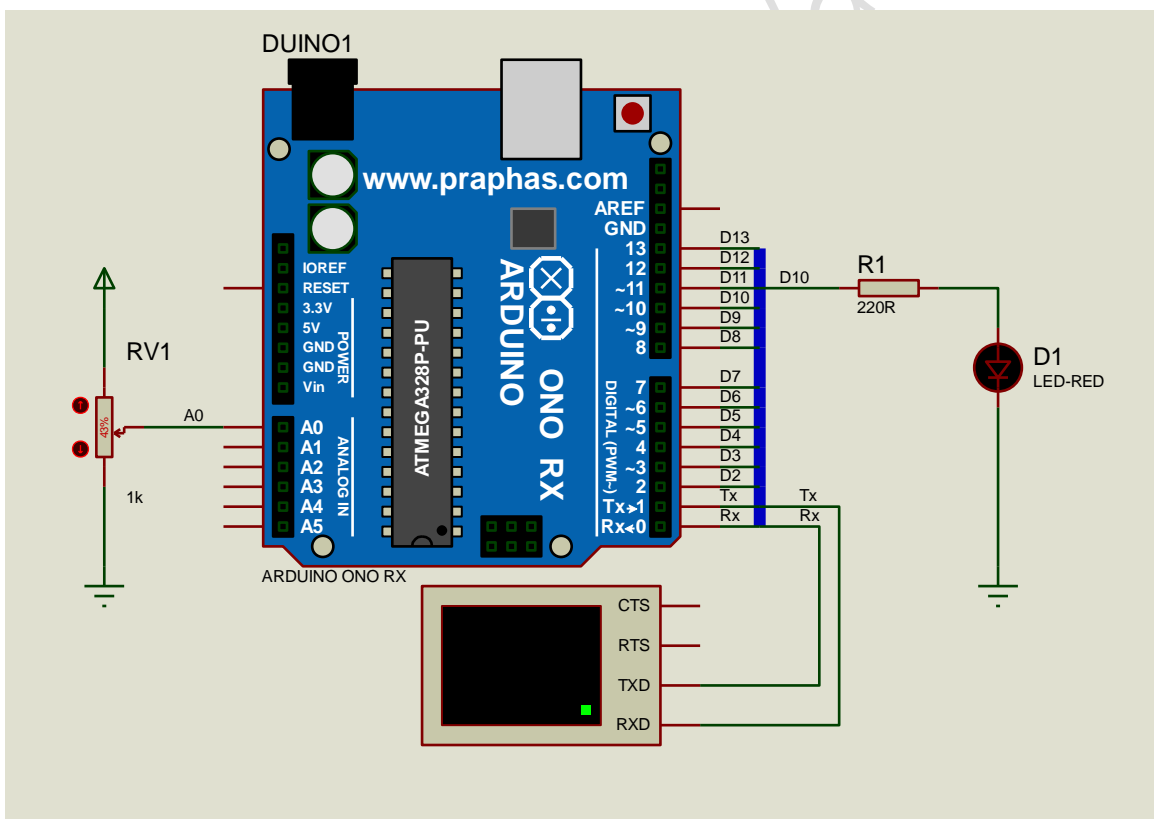 DUINO1
www.praphas.com
AREF
GND
13
12
~11
~10
~9
8
7
~6
~5
4
~3
2
Tx→1
Rx←0
DIGITAL (PWM~)
IOREF
RESET
3.3V
5V
GND
GND
Vin
POWER
A0
A1
A2
A3
A4
A5
ANALOG IN
ATMEGA328P-PU
ARDUINO
ONO RX
ARDUINO ONO RX
D13
D12
D11
D10
D9
D8
D7
D6
D5
D4
D3
D2
Tx
Rx
Tx
Rx
D10
R1
220R
D1
LED-RED
RV1
43%
1k
A0
CTS
RTS
TXD
RXD